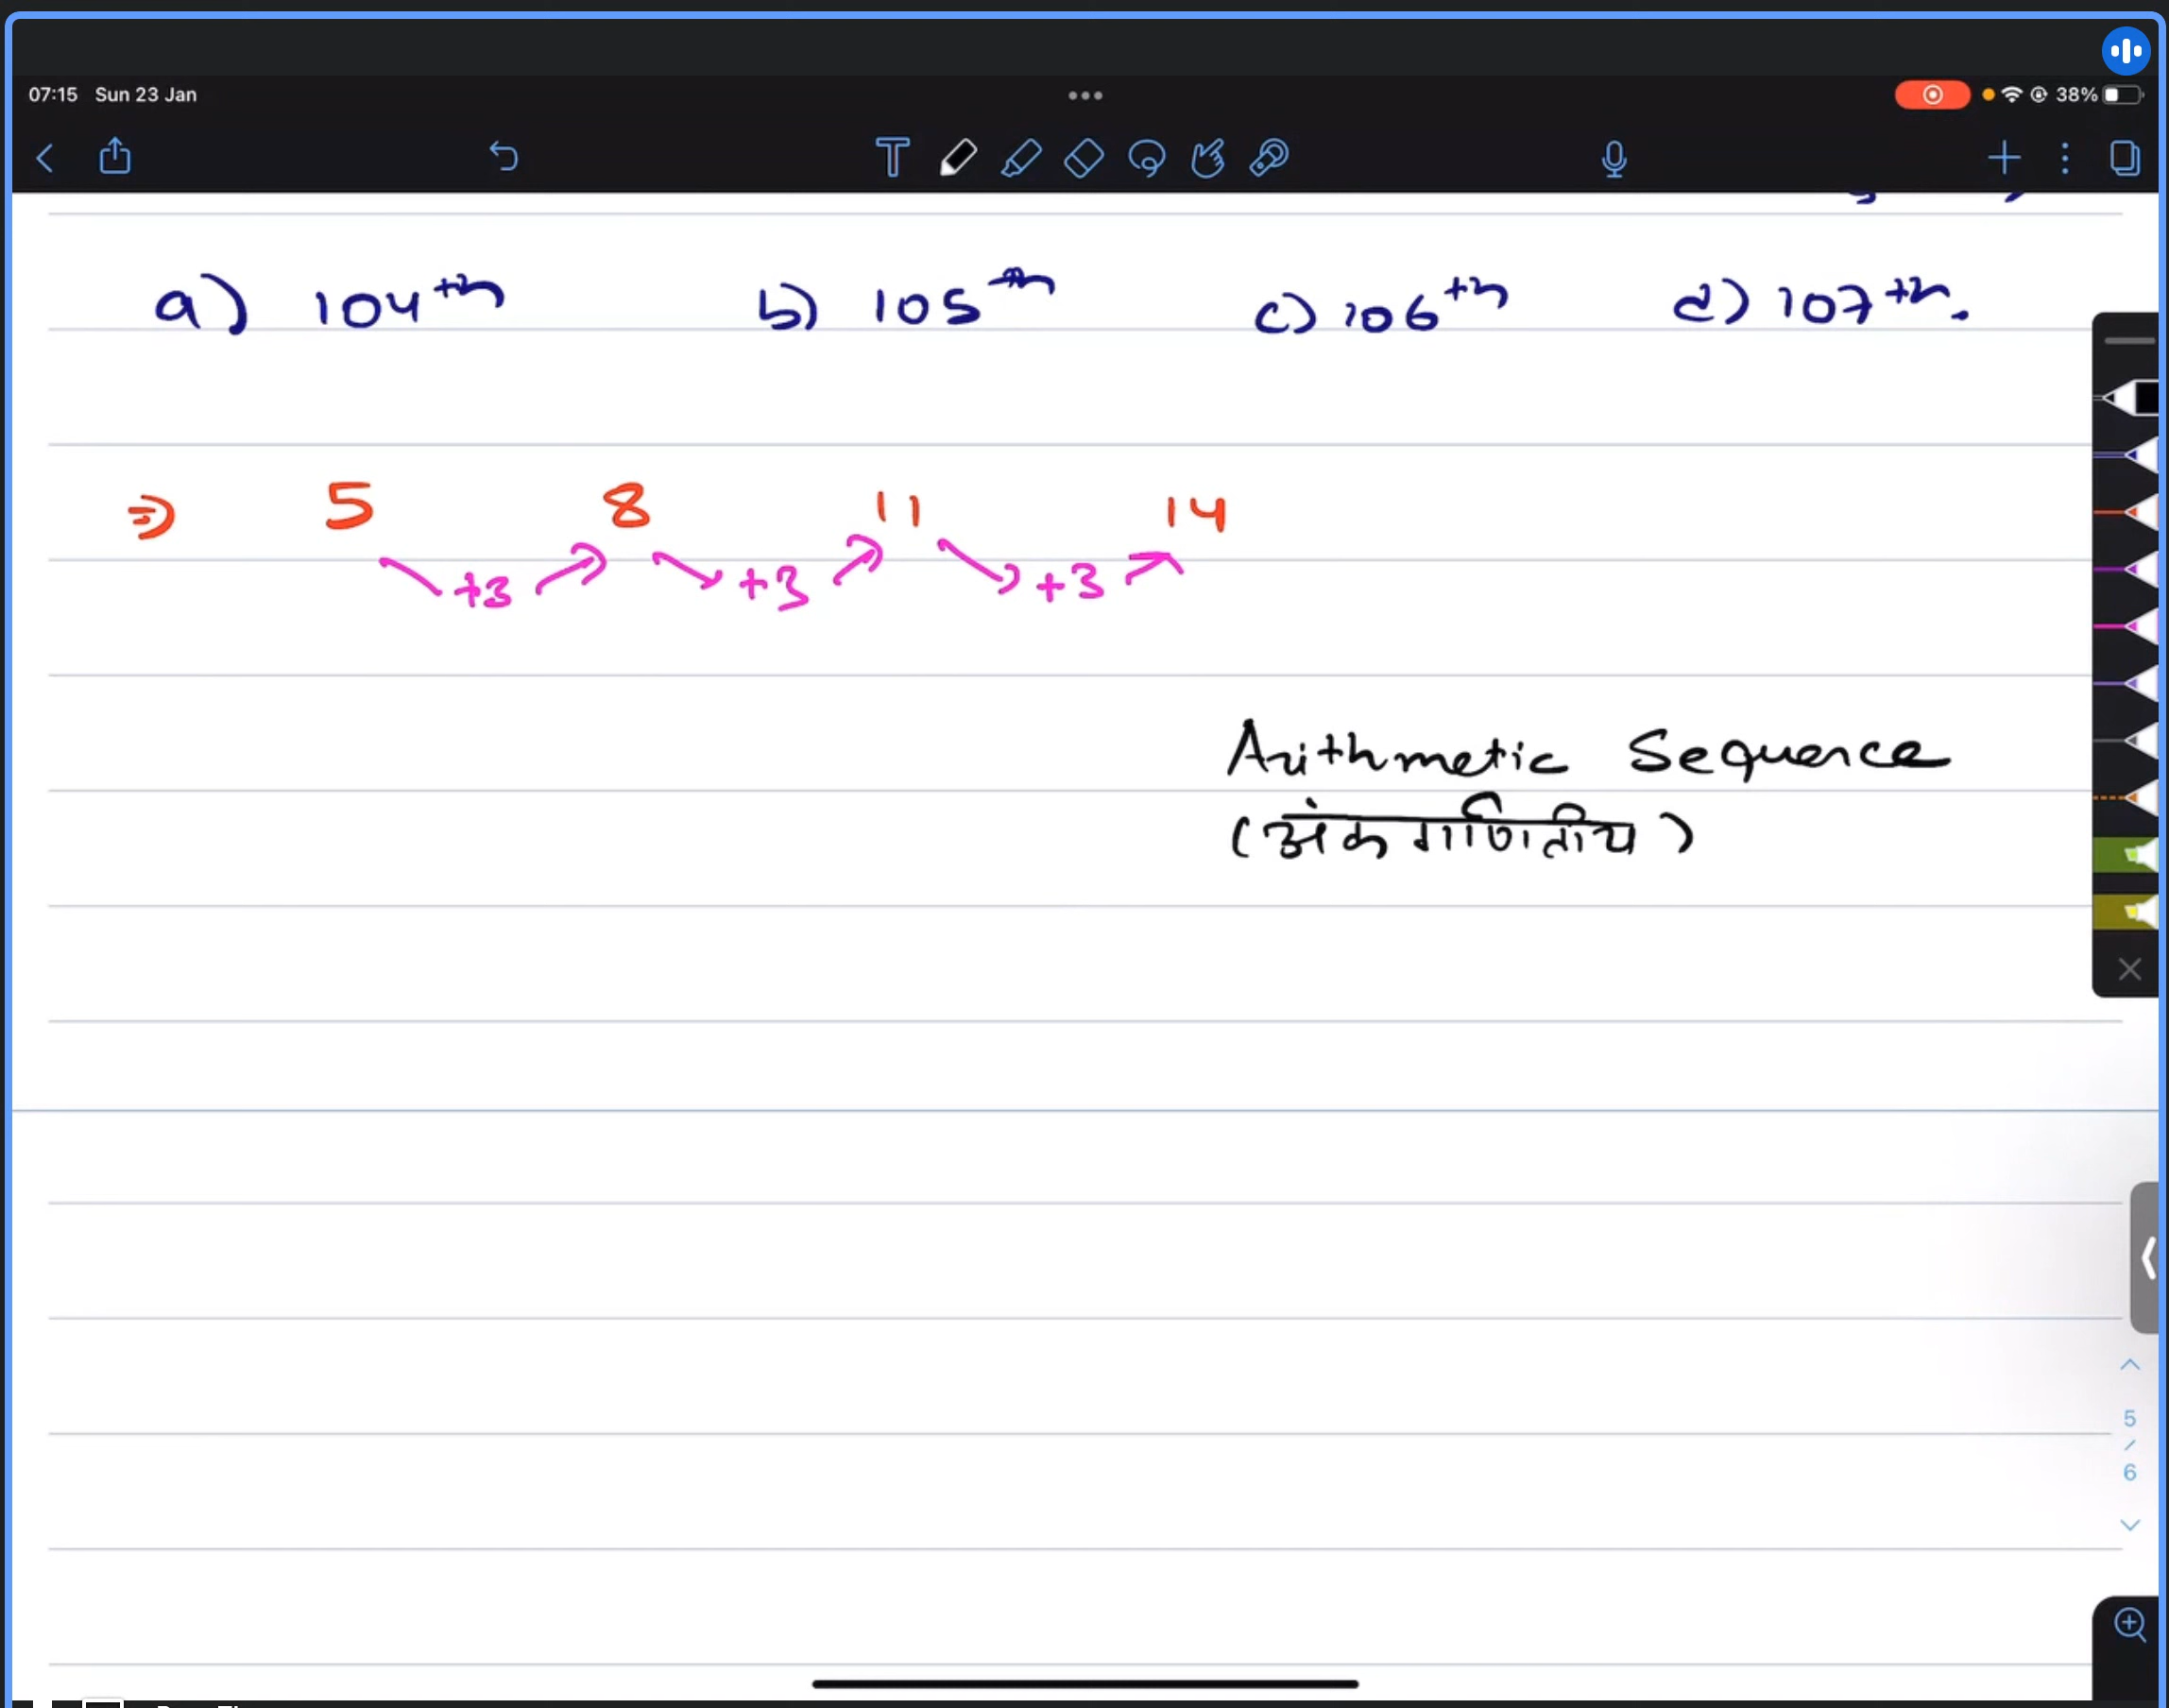 07:15 Sun 23 Jan 38%
a) 104th b) 105th c) 106th d) 107th.
⇒ 5 8 11 14
+3 +3 +3
Arithmetic Sequence
(अंकगणितीय)
5
/
6